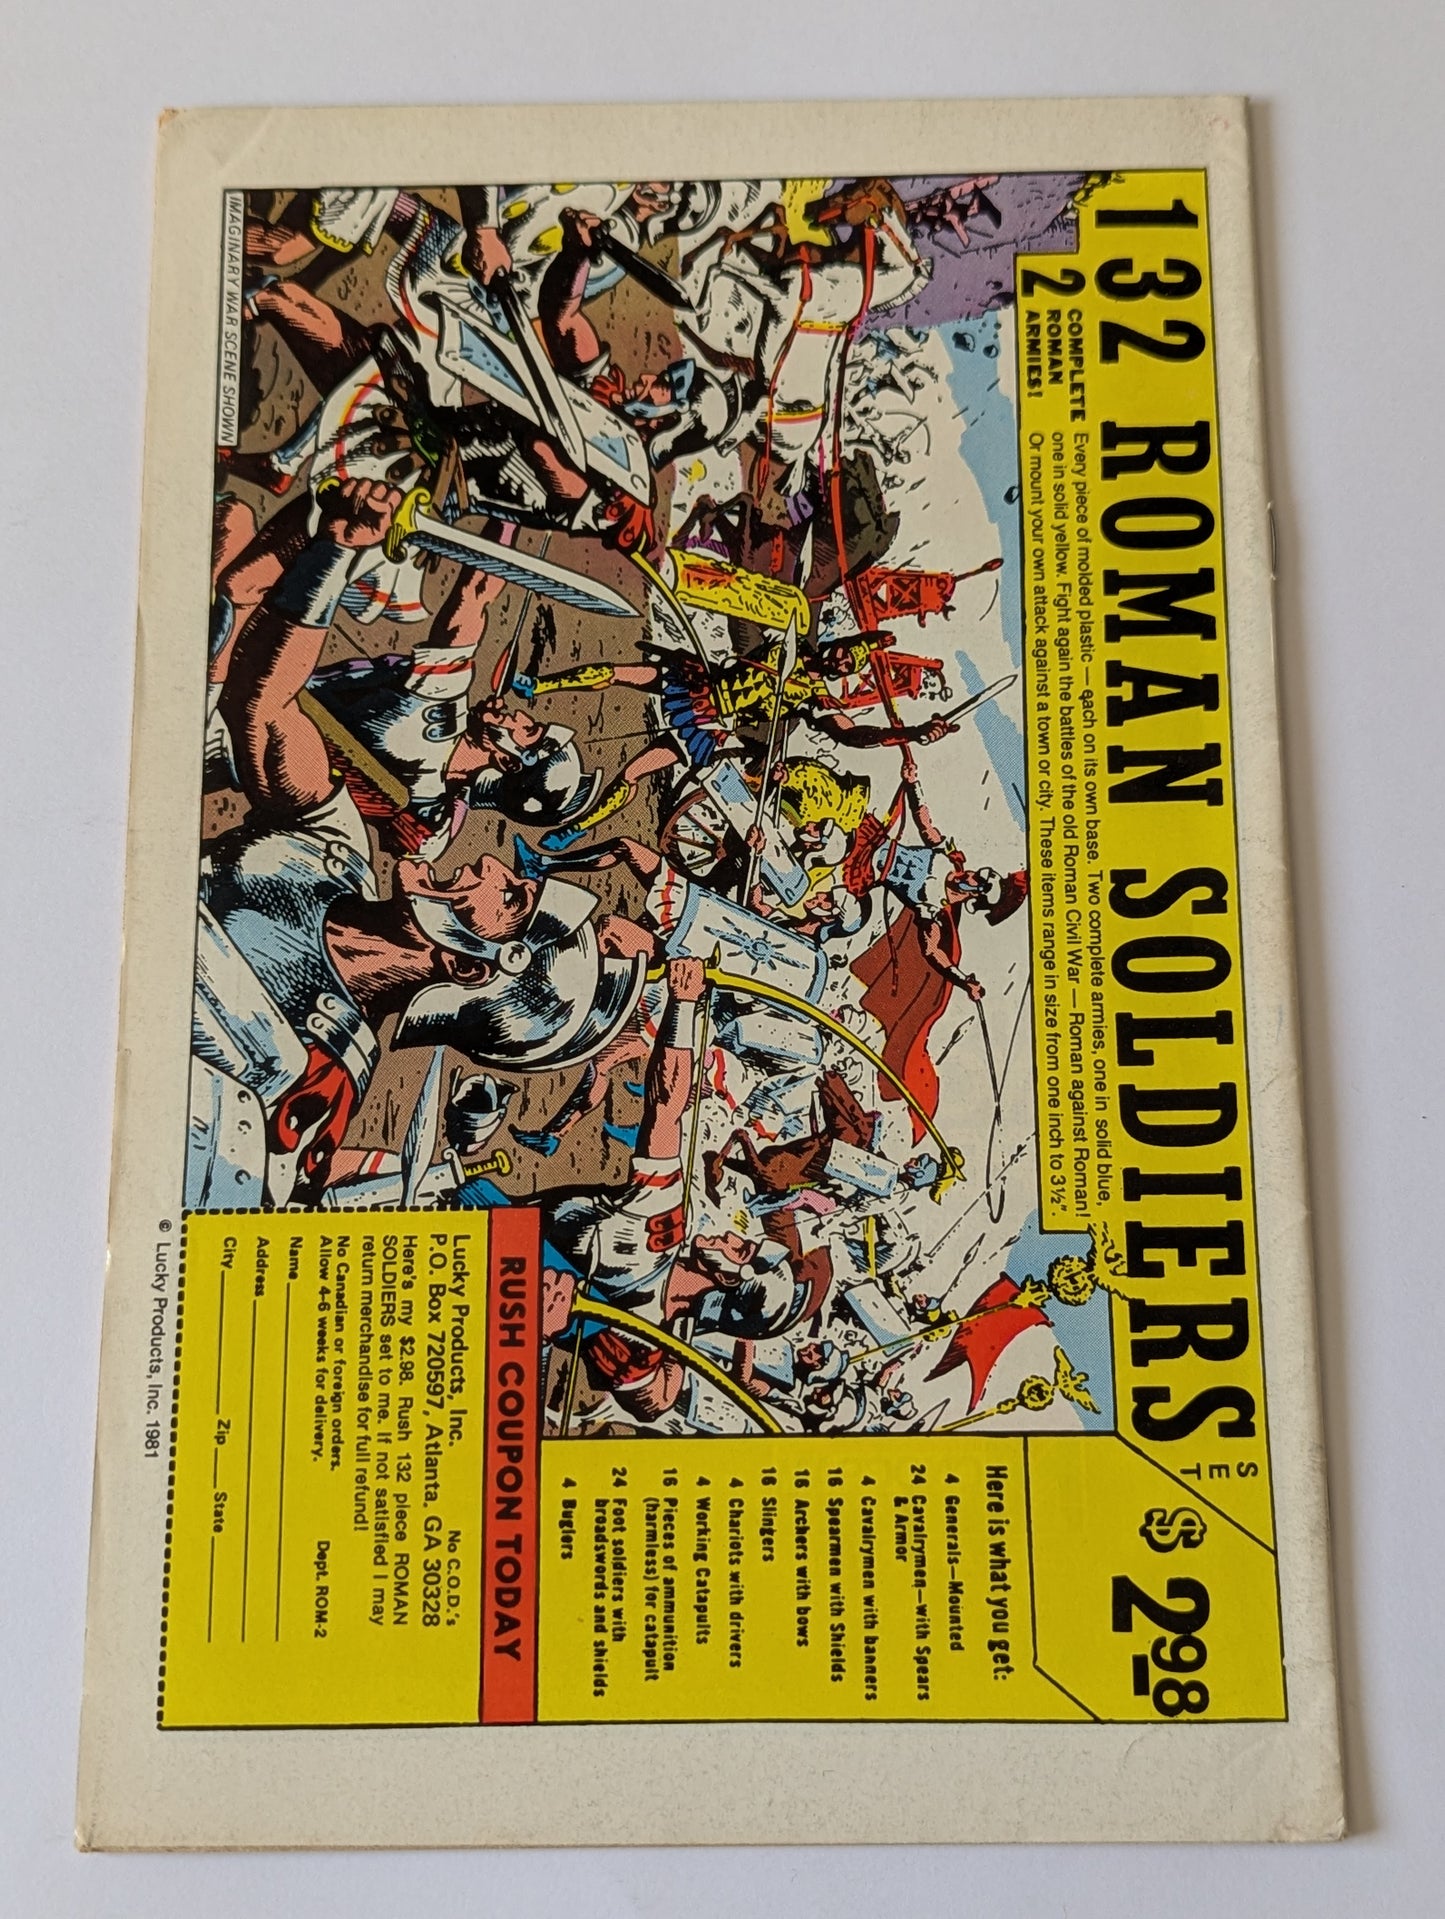 132 ROMAN SOLDIERS SET $2.98
2 COMPLETE ROMAN ARMIES!
Every piece of molded plastic — each on its own base. Two complete armies, one in solid blue,
one in solid yellow. Fight again the battles of the old Roman Civil War — Roman against Roman!
Or mount your own attack against a town or city. These items range in size from one inch to 3½".
Here is what you get:
4 Generals—Mounted
24 Cavalrymen—with Spears
& Armor
4 Cavalrymen with banners
16 Spearmen with Shields
16 Archers with bows
16 Slingers
4 Chariots with drivers
4 Working Catapults
16 Pieces of ammunition
(harmless) for catapult
24 Foot soldiers with
broadswords and shields
4 Buglers
IMAGINARY WAR SCENE SHOWN
RUSH COUPON TODAY
Lucky Products, Inc. No C.O.D.'s
P.O. Box 720597, Atlanta, GA 30328
Here's my $2.98. Rush 132 piece ROMAN
SOLDIERS set to me. If not satisfied I may
return merchandise for full refund!
No Canadian or foreign orders. Dept. ROM-2
Allow 4-6 weeks for delivery.
Name
Address
City Zip State
© Lucky Products, Inc. 1981